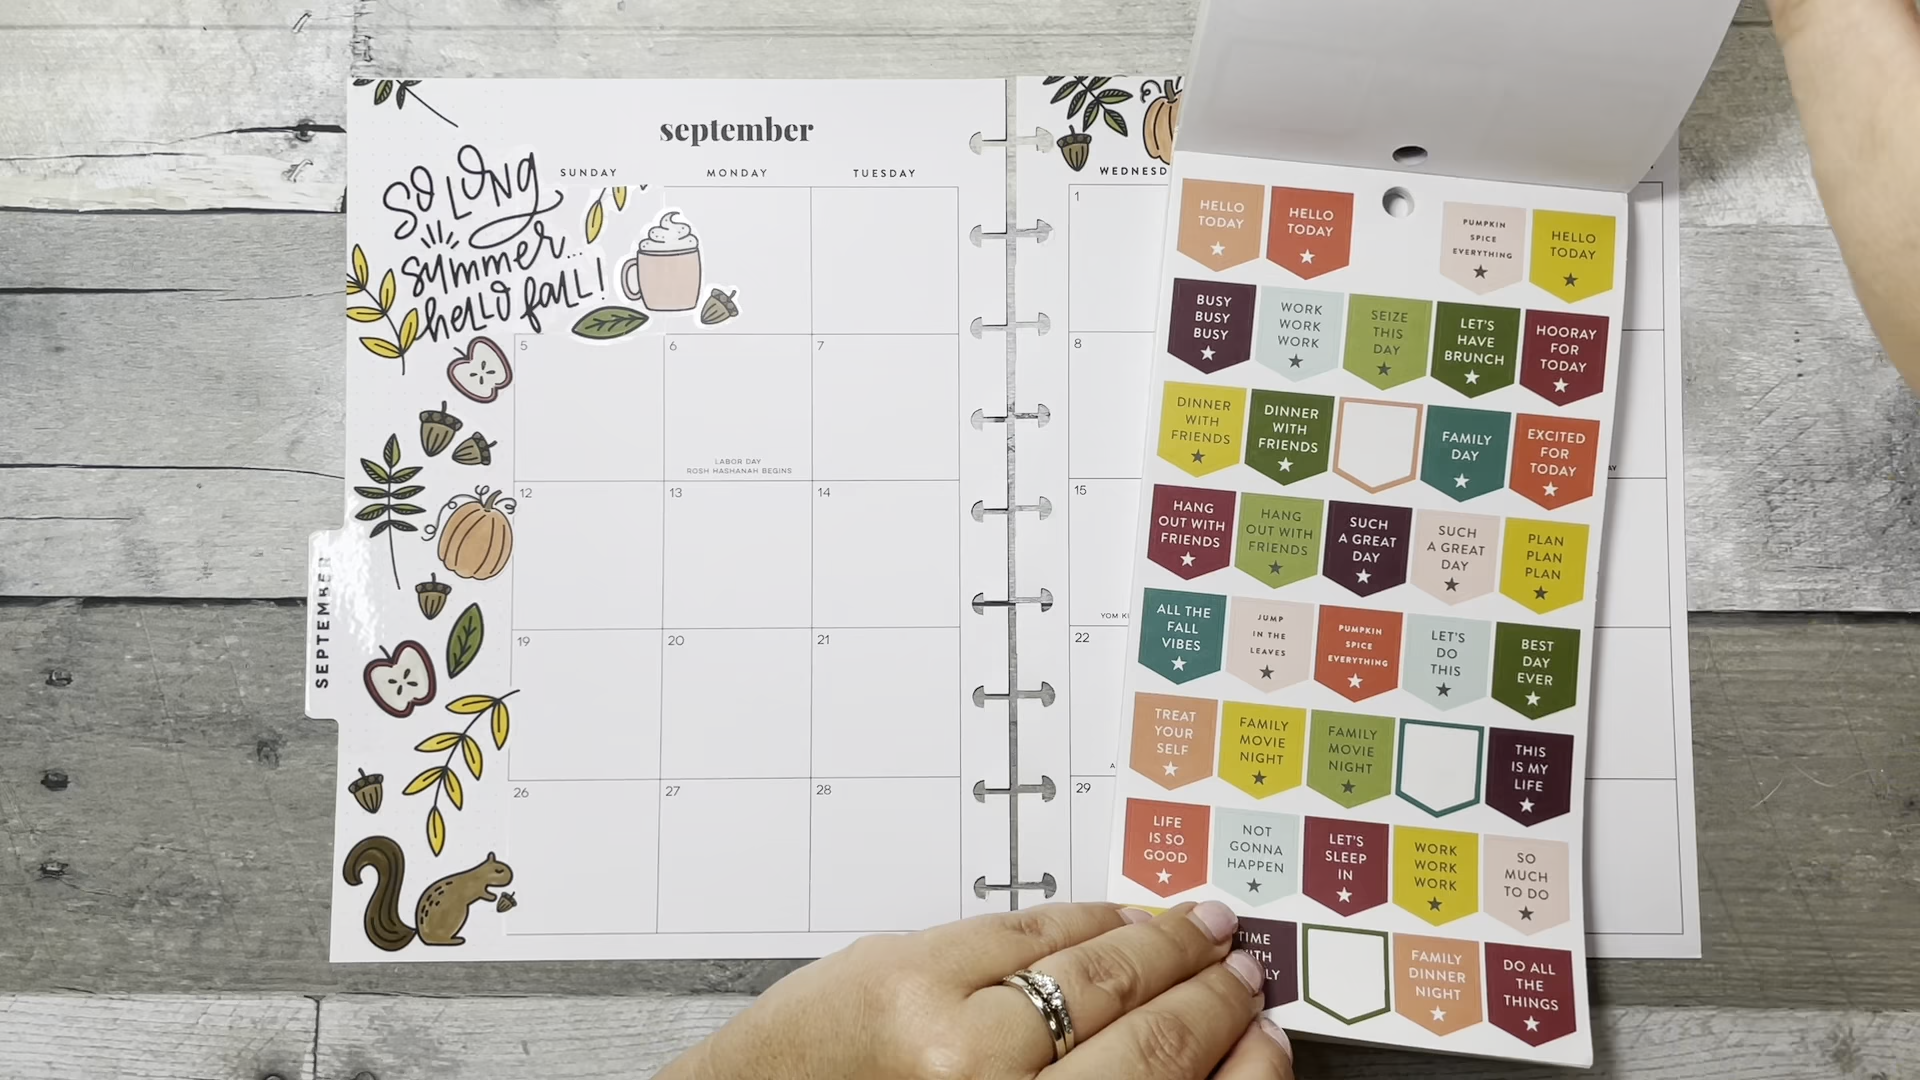 september
SUNDAY
MONDAY
TUESDAY
SO LONG
summer...
hello fall!
5
6
7
LABOR DAY
ROSH HASHANAH BEGINS
12
13
14
19
20
21
26
27
28
SEPTEMBER
1
8
15
22
29
HELLO
TODAY
HELLO
TODAY
PUMPKIN
SPICE
EVERYTHING
HELLO
TODAY
BUSY
BUSY
BUSY
WORK
WORK
WORK
SEIZE
THIS
DAY
LET'S
HAVE
BRUNCH
HOORAY
FOR
TODAY
DINNER
WITH
FRIENDS
DINNER
WITH
FRIENDS
FAMILY
DAY
EXCITED
FOR
TODAY
HANG
OUT WITH
FRIENDS
HANG
OUT WITH
FRIENDS
SUCH
A GREAT
DAY
SUCH
A GREAT
DAY
PLAN
PLAN
PLAN
ALL THE
FALL
VIBES
JUMP
IN THE
LEAVES
PUMPKIN
SPICE
EVERYTHING
LET'S
DO
THIS
BEST
DAY
EVER
TREAT
YOUR
SELF
FAMILY
MOVIE
NIGHT
FAMILY
MOVIE
NIGHT
THIS
IS MY
LIFE
LIFE
IS SO
GOOD
NOT
GONNA
HAPPEN
LET'S
SLEEP
IN
WORK
WORK
WORK
SO
MUCH
TO DO
TIME
FAMILY
DINNER
NIGHT
DO ALL
THE
THINGS